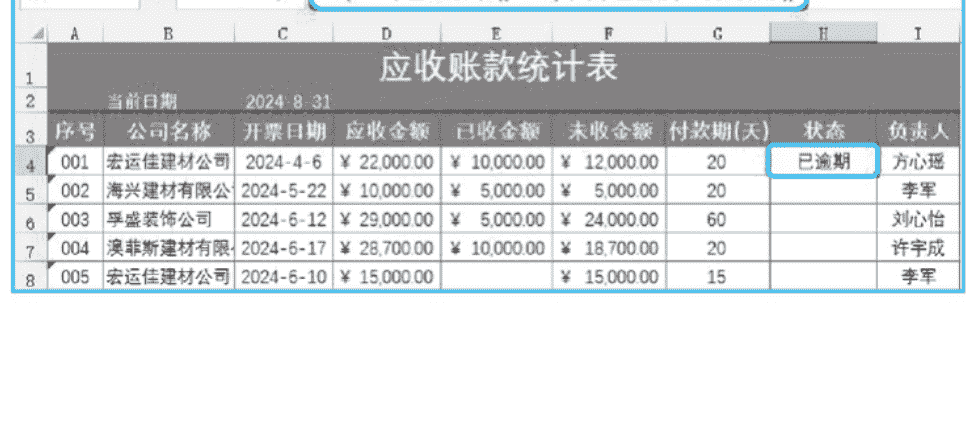 A B C D E F G H I
1 应收账款统计表
2 当前日期 2024-8-31
3 序号 公司名称 开票日期 应收金额 已收金额 未收金额 付款期(天) 状态 负责人
4 001 宏运佳建材公司 2024-4-6 ¥ 22,000.00 ¥ 10,000.00 ¥ 12,000.00 20 已逾期 方心瑶
5 002 海兴建材有限公 2024-5-22 ¥ 10,000.00 ¥ 5,000.00 ¥ 5,000.00 20 李军
6 003 孚盛装饰公司 2024-6-12 ¥ 29,000.00 ¥ 5,000.00 ¥ 24,000.00 60 刘心怡
7 004 澳菲斯建材有限 2024-6-17 ¥ 28,700.00 ¥ 10,000.00 ¥ 18,700.00 20 许宇成
8 005 宏运佳建材公司 2024-6-10 ¥ 15,000.00 ¥ 15,000.00 15 李军